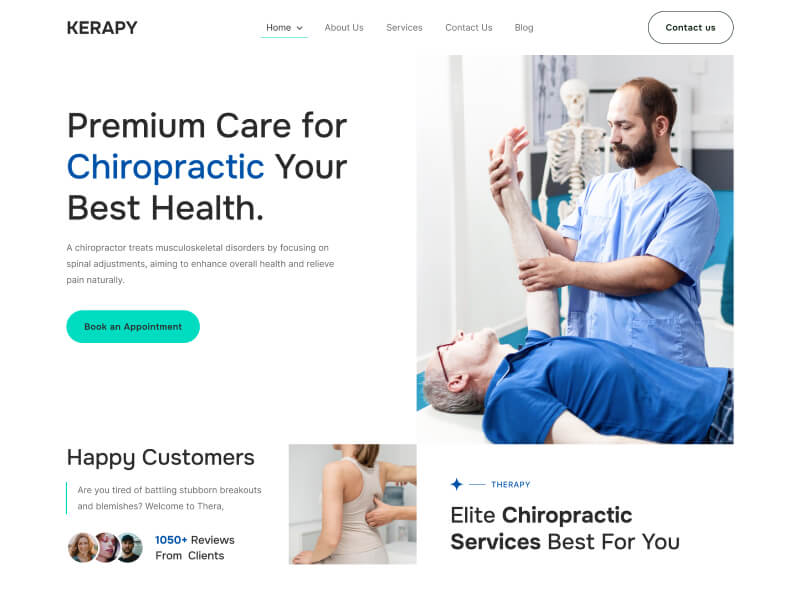 KERAPY
Home
About Us
Services
Contact Us
Blog
Contact us
Premium Care for
Chiropractic Your
Best Health.
A chiropractor treats musculoskeletal disorders by focusing on
spinal adjustments, aiming to enhance overall health and relieve
pain naturally.
Book an Appointment
Happy Customers
Are you tired of battling stubborn breakouts
and blemishes? Welcome to Thera,
1050+ Reviews
From Clients
THERAPY
Elite Chiropractic
Services Best For You